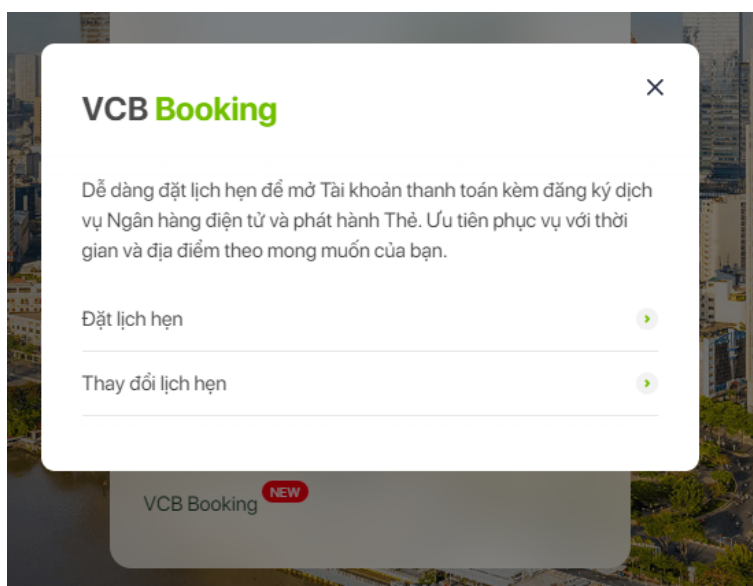 VCB Booking
Dễ dàng đặt lịch hẹn để mở Tài khoản thanh toán kèm đăng ký dịch
vụ Ngân hàng điện tử và phát hành Thẻ. Ưu tiên phục vụ với thời
gian và địa điểm theo mong muốn của bạn.
Đặt lịch hẹn
Thay đổi lịch hẹn
VCB Booking NEW